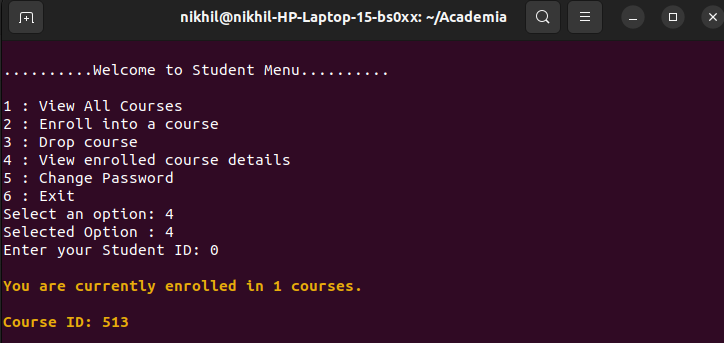 nikhil@nikhil-HP-Laptop-15-bs0xx: ~/Academia
..........Welcome to Student Menu..........
1 : View All Courses
2 : Enroll into a course
3 : Drop course
4 : View enrolled course details
5 : Change Password
6 : Exit
Select an option: 4
Selected Option : 4
Enter your Student ID: 0
You are currently enrolled in 1 courses.
Course ID: 513